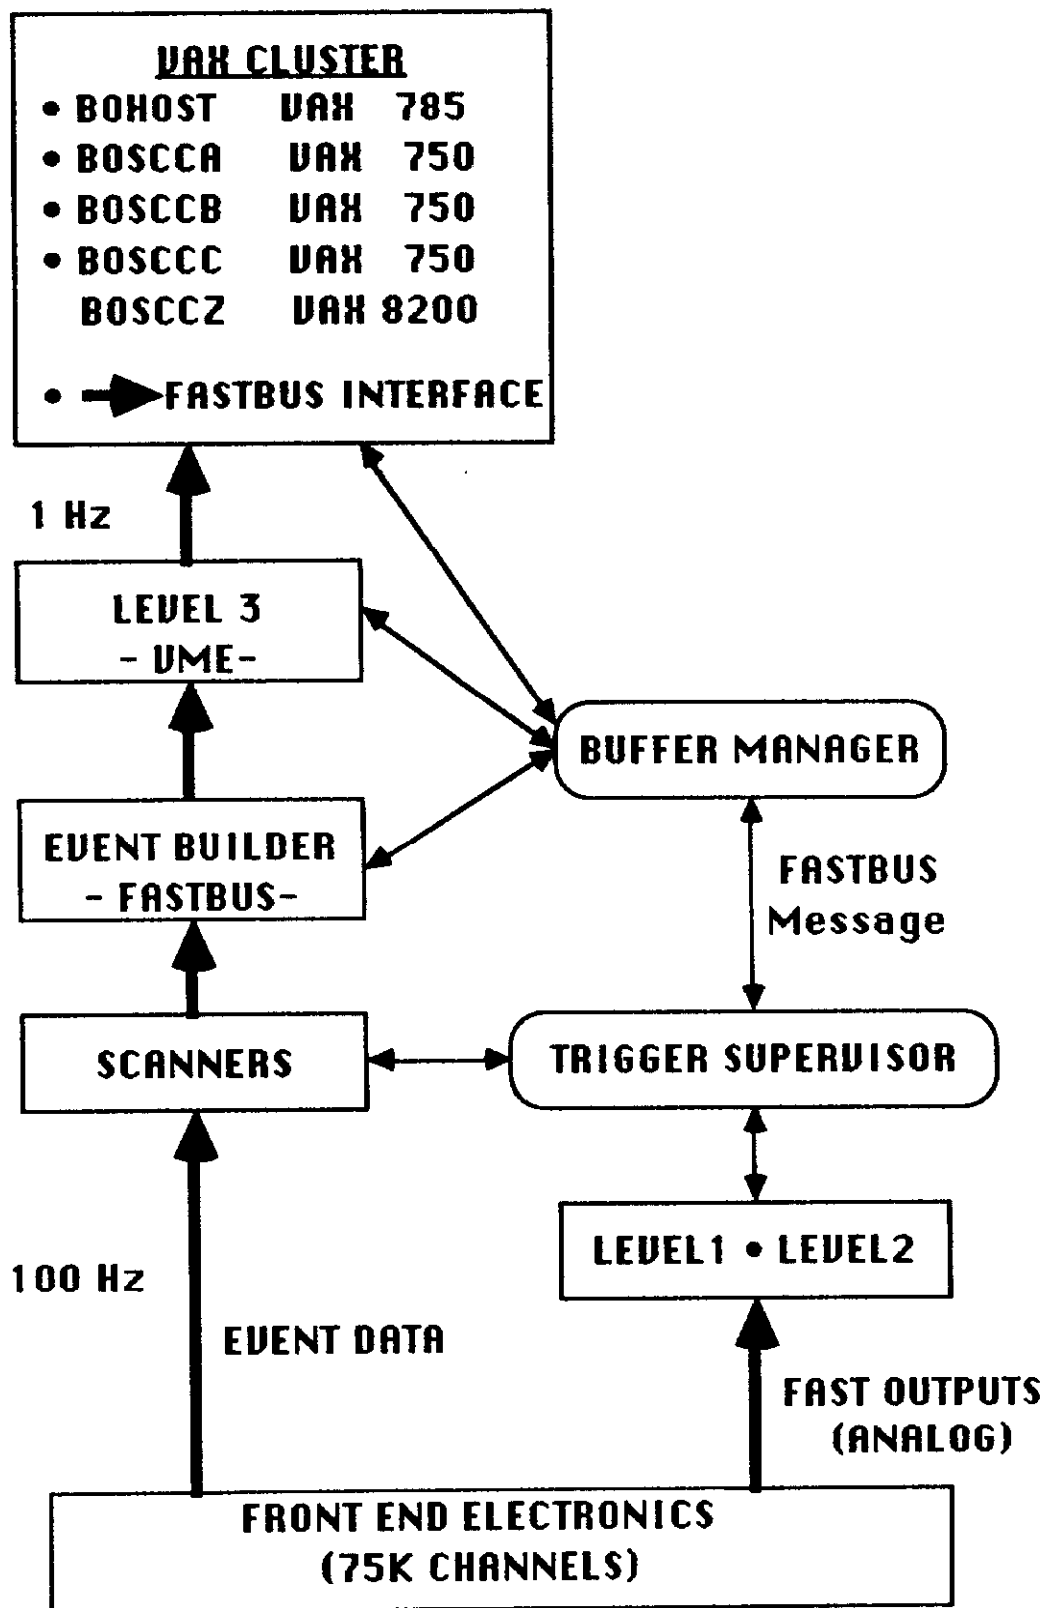 VAX CLUSTER
• BOHOST VAX 785
• BOSCCA VAX 750
• BOSCCB VAX 750
• BOSCCC VAX 750
BOSCCZ VAX 8200
• FASTBUS INTERFACE
1 Hz
LEVEL 3
- VME-
BUFFER MANAGER
EVENT BUILDER
- FASTBUS-
FASTBUS
Message
SCANNERS
TRIGGER SUPERVISOR
LEVEL1 • LEVEL2
100 Hz
EVENT DATA
FAST OUTPUTS
(ANALOG)
FRONT END ELECTRONICS
(75K CHANNELS)